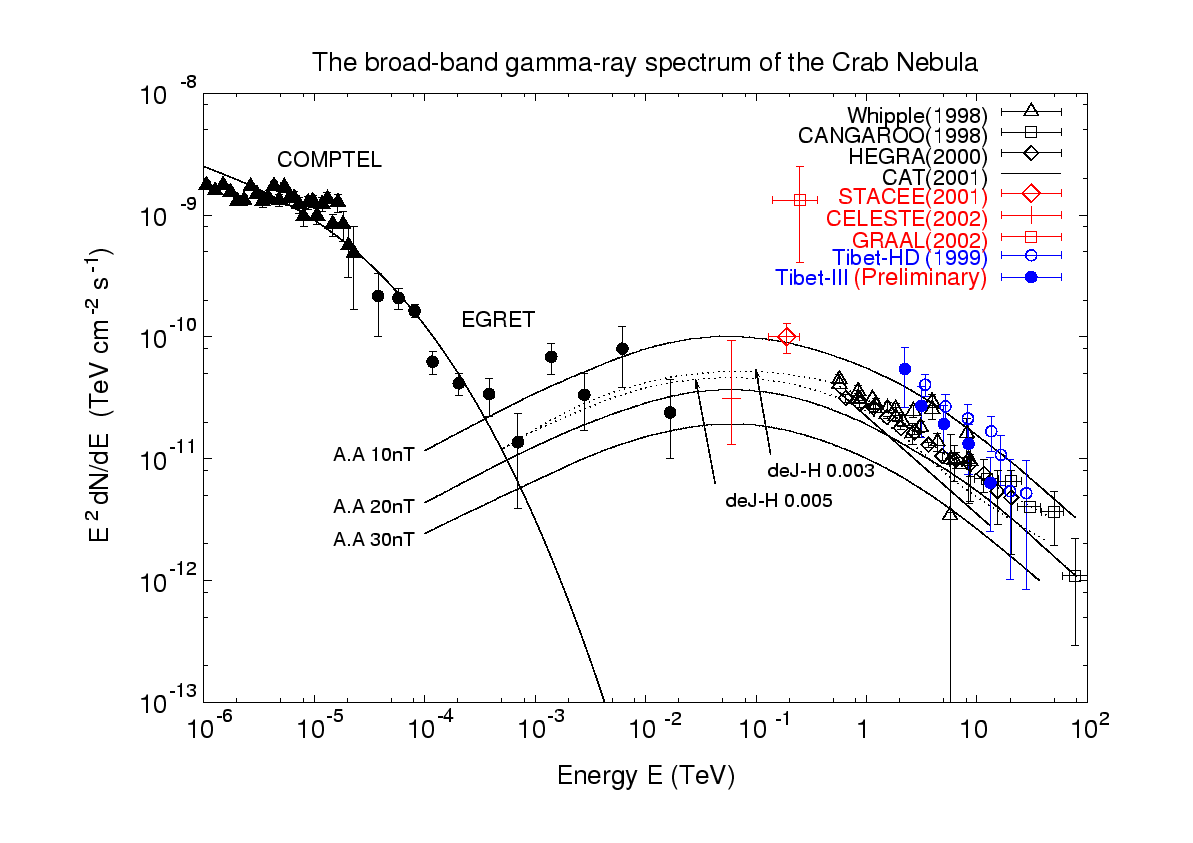 The broad-band gamma-ray spectrum of the Crab Nebula
10 -8
10 -9
10 -10
10 -11
10 -12
10 -13
E 2 dN/dE (TeV cm-2 s-1)
COMPTEL
EGRET
Whipple(1998)
CANGAROO(1998)
HEGRA(2000)
CAT(2001)
STACEE(2001)
CELESTE(2002)
GRAAL(2002)
Tibet-HD (1999)
Tibet-III (Preliminary)
A.A 10nT
A.A 20nT
A.A 30nT
deJ-H 0.003
deJ-H 0.005
10 -6 10 -5 10 -4 10 -3 10 -2 10 -1 1 10 10 2
Energy E (TeV)